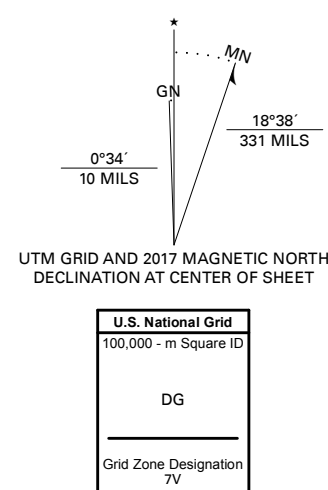 ★
MN
GN
18°38´
331 MILS
0°34´
10 MILS
UTM GRID AND 2017 MAGNETIC NORTH
DECLINATION AT CENTER OF SHEET
U.S. National Grid
100,000 - m Square ID
DG
Grid Zone Designation
7V